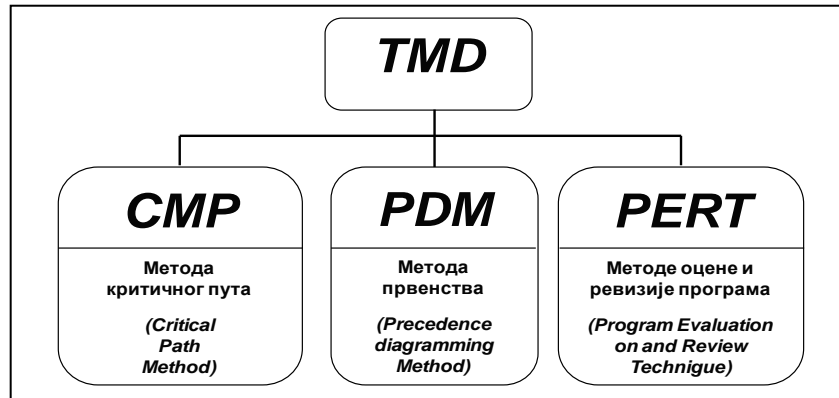 TMD
CMP
Метода
критичног пута
(Critical
Path
Method)
PDM
Метода
првенства
(Precedence
diagramming
Method)
PERT
Методе оцене и
ревизије програма
(Program Evaluation
on and Review
Technigue)